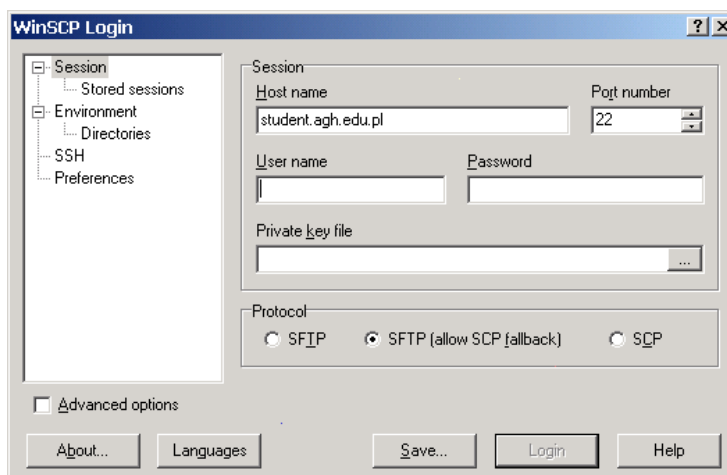 WinSCP Login
Session
Stored sessions
Environment
Directories
SSH
Preferences
Session
Host name
Port number
student.agh.edu.pl
22
User name
Password
Private key file
...
Protocol
SFTP
SFTP (allow SCP fallback)
SCP
Advanced options
About...
Languages
Save...
Login
Help